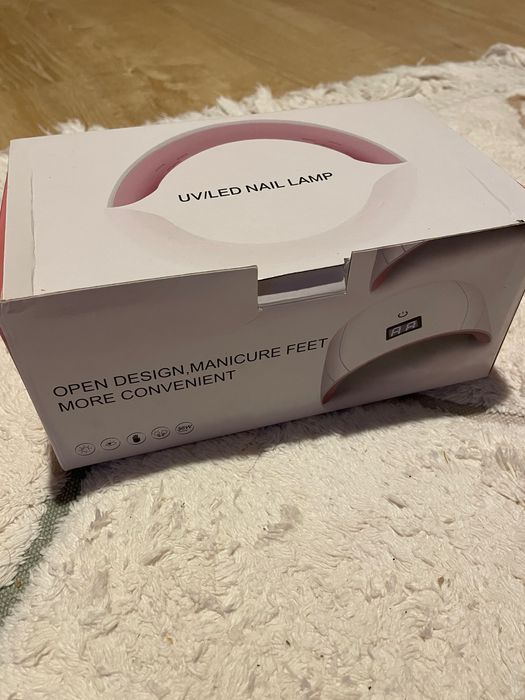 UV/LED NAIL LAMP
OPEN DESIGN,MANICURE FEET
MORE CONVENIENT